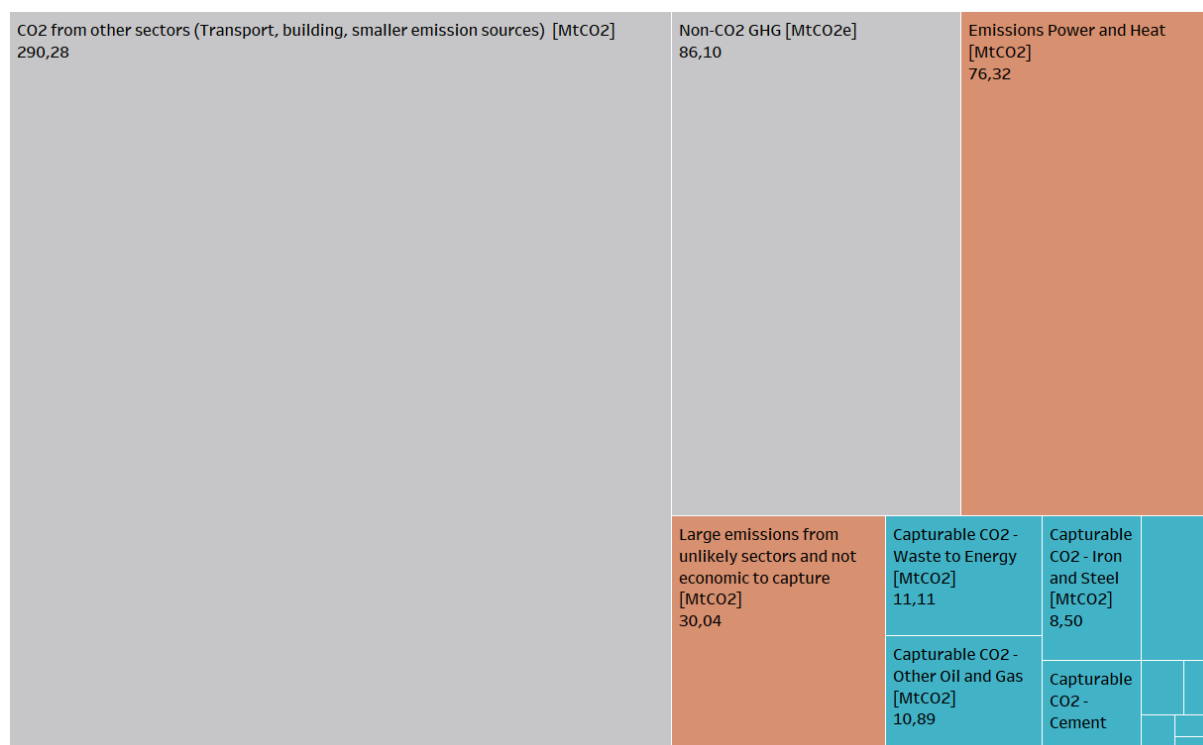 CO2 from other sectors (Transport, building, smaller emission sources)  [MtCO2]
290,28
Non-CO2 GHG [MtCO2e]
86,10
Emissions Power and Heat
[MtCO2]
76,32
Large emissions from
unlikely sectors and not
economic to capture
[MtCO2]
30,04
Capturable CO2 -
Waste to Energy
[MtCO2]
11,11
Capturable CO2 -
Other Oil and Gas
[MtCO2]
10,89
Capturable
CO2 - Iron
and Steel
[MtCO2]
8,50
Capturable
CO2 -
Cement